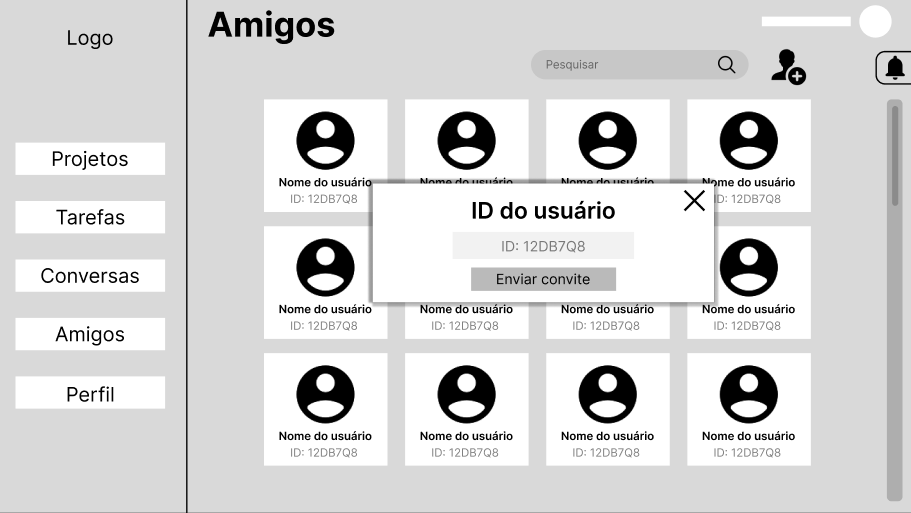 Logo
Amigos
Pesquisar
Projetos
Tarefas
Conversas
Amigos
Perfil
Nome do usuário
Nome do usuário
Nome do usuário
Nome do usuário
ID: 12DB7Q8
ID: 12DB7Q8
ID do usuário
ID: 12DB7Q8
Enviar convite
Nome do usuário
Nome do usuário
Nome do usuário
Nome do usuário
ID: 12DB7Q8
ID: 12DB7Q8
ID: 12DB7Q8
ID: 12DB7Q8
Nome do usuário
Nome do usuário
Nome do usuário
Nome do usuário
ID: 12DB7Q8
ID: 12DB7Q8
ID: 12DB7Q8
ID: 12DB7Q8